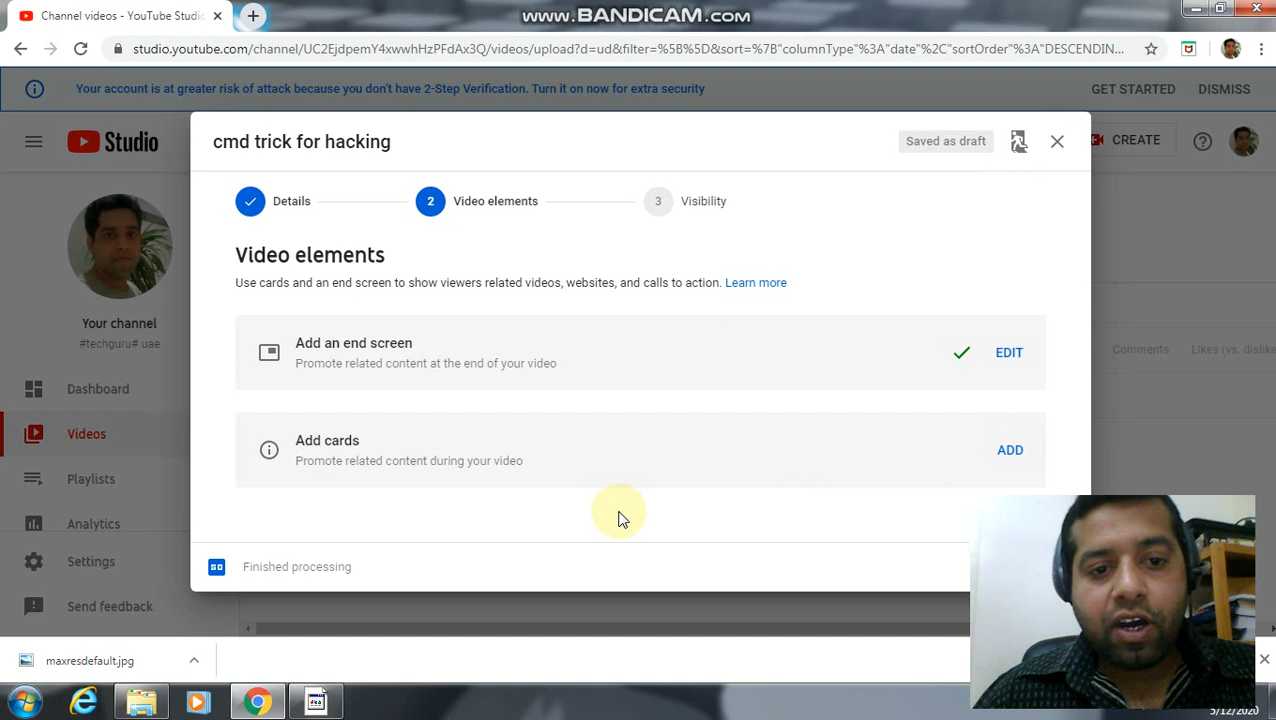 Channel videos - YouTube Studio
www.BANDICAM.com
studio.youtube.com/channel/UC2EjdpemY4xwwhHzPFdAx3Q/videos/upload?d=ud&filter=%5B%5D&sort=%7B"columnType"%3A"date"%2C"sortOrder"%3A"DESCENDIN...
Your account is at greater risk of attack because you don't have 2-Step Verification. Turn it on now for extra security
GET STARTED
DISMISS
Studio
cmd trick for hacking
Saved as draft
CREATE
Details
2
Video elements
3
Visibility
Video elements
Use cards and an end screen to show viewers related videos, websites, and calls to action. Learn more
Your channel
#techguru# uae
Add an end screen
Promote related content at the end of your video
EDIT
Comments
Likes (vs. dislike
Dashboard
Videos
Add cards
Promote related content during your video
ADD
Playlists
Analytics
Settings
SD
Finished processing
Send feedback
maxresdefault.jpg
5/12/2020